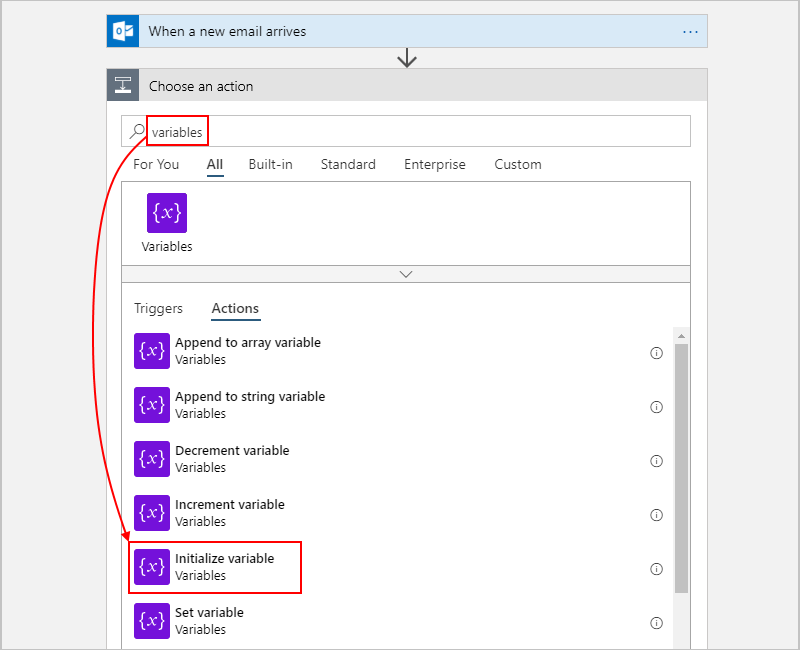 When a new email arrives
Choose an action
variables
For You All Built-in Standard Enterprise Custom
{x}
Variables
Triggers Actions
{x} Append to array variable
Variables
{x} Append to string variable
Variables
{x} Decrement variable
Variables
{x} Increment variable
Variables
{x} Initialize variable
Variables
{x} Set variable
Variables